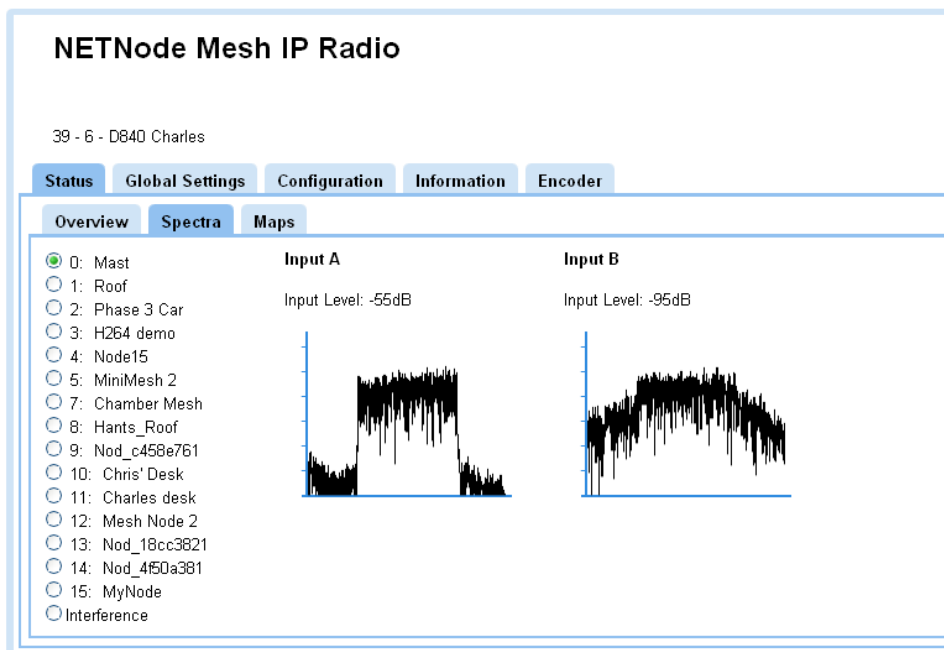 NETNode Mesh IP Radio
39 - 6 - D840 Charles
Status Global Settings Configuration Information Encoder
Overview Spectra Maps
0: Mast
1: Roof
2: Phase 3 Car
3: H264 demo
4: Node15
5: MiniMesh 2
7: Chamber Mesh
8: Hants_Roof
9: Nod_c458e761
10: Chris' Desk
11: Charles desk
12: Mesh Node 2
13: Nod_18cc3821
14: Nod_4f50a381
15: MyNode
Interference
Input A
Input Level: -55dB
Input B
Input Level: -95dB